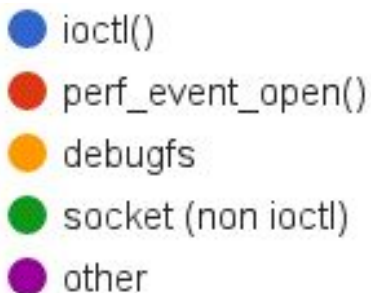 ioctl()
perf_event_open()
debugfs
socket (non ioctl)
other